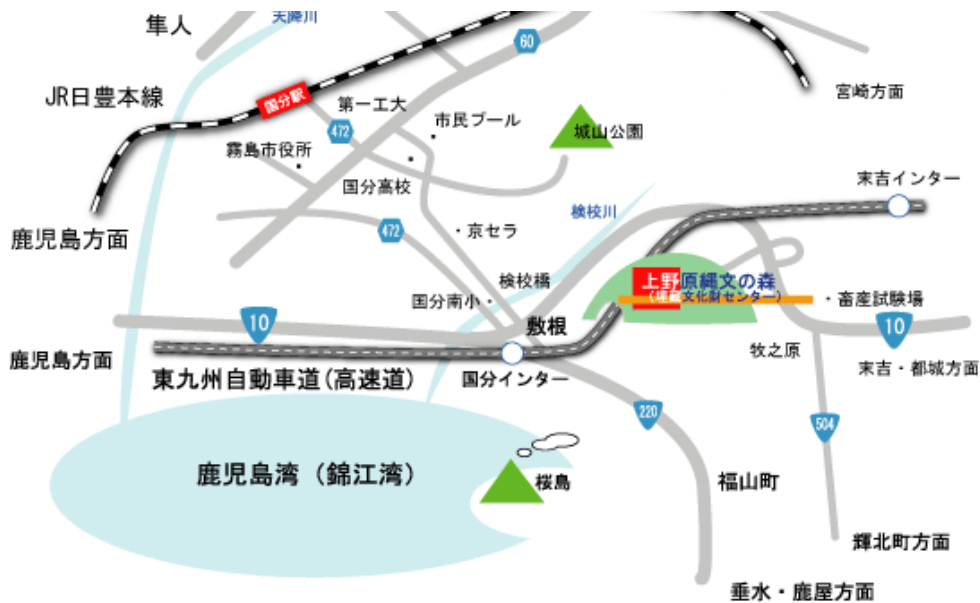 天降川
隼人
60
JR日豊本線
国分駅
第一工大
宮崎方面
市民プール
472
城山公園
霧島市役所
国分高校
末吉インター
検校川
鹿児島方面
472
・京セラ
検校橋
上野原縄文の森
(埋蔵文化財センター)
国分南小・
・畜産試験場
10
敷根
10
鹿児島方面
牧之原
東九州自動車道(高速道)
国分インター
末吉・都城方面
220
504
鹿児島湾(錦江湾)
桜島
福山町
輝北町方面
垂水・鹿屋方面